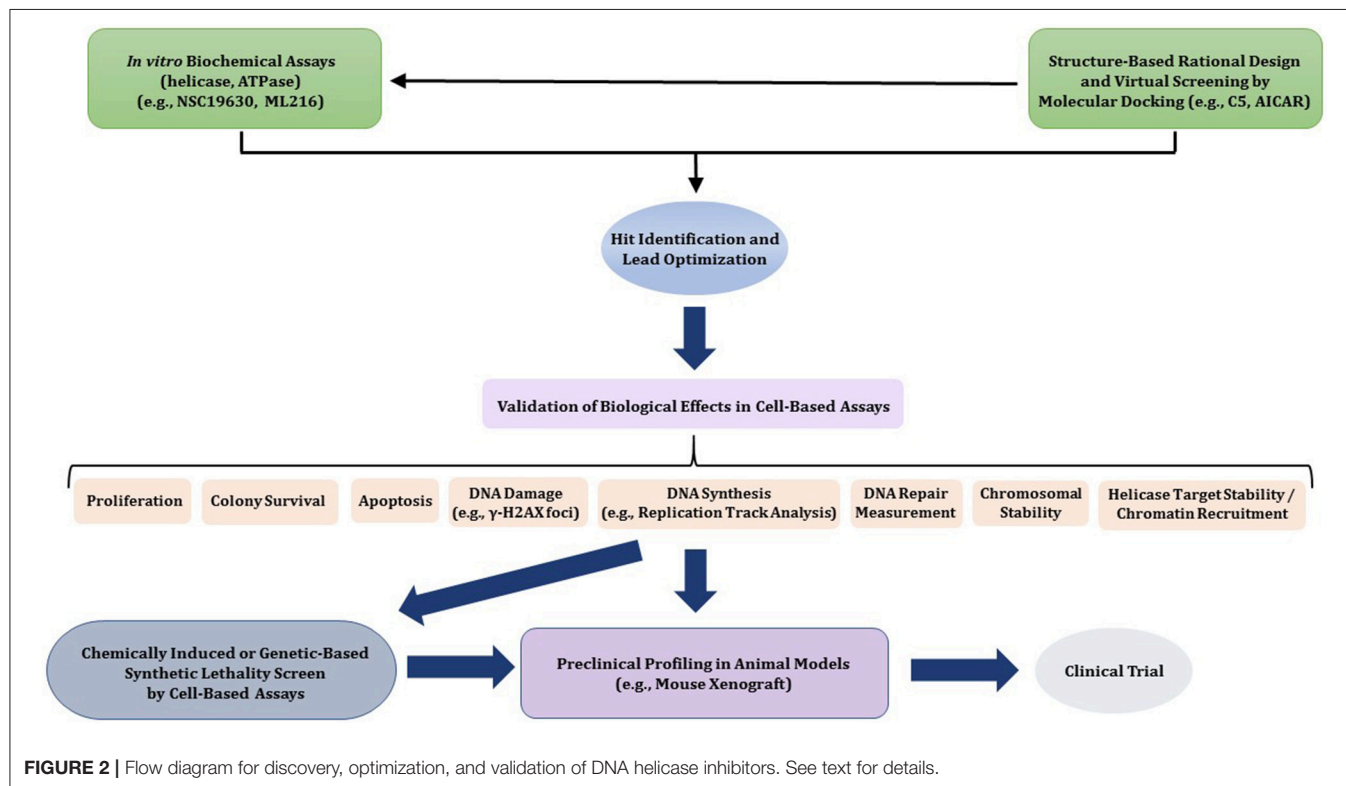 In vitro Biochemical Assays
(helicase, ATPase)
(e.g., NSC19630, ML216)
Structure-Based Rational Design
and Virtual Screening by
Molecular Docking (e.g., C5, AICAR)
Hit Identification and
Lead Optimization
Validation of Biological Effects in Cell-Based Assays
Proliferation
Colony Survival
Apoptosis
DNA Damage
(e.g., γ-H2AX foci)
DNA Synthesis
(e.g., Replication Track Analysis)
DNA Repair
Measurement
Chromosomal
Stability
Helicase Target Stability /
Chromatin Recruitment
Chemically Induced or Genetic-Based
Synthetic Lethality Screen
by Cell-Based Assays
Preclinical Profiling in Animal Models
(e.g., Mouse Xenograft)
Clinical Trial
FIGURE 2 | Flow diagram for discovery, optimization, and validation of DNA helicase inhibitors. See text for details.